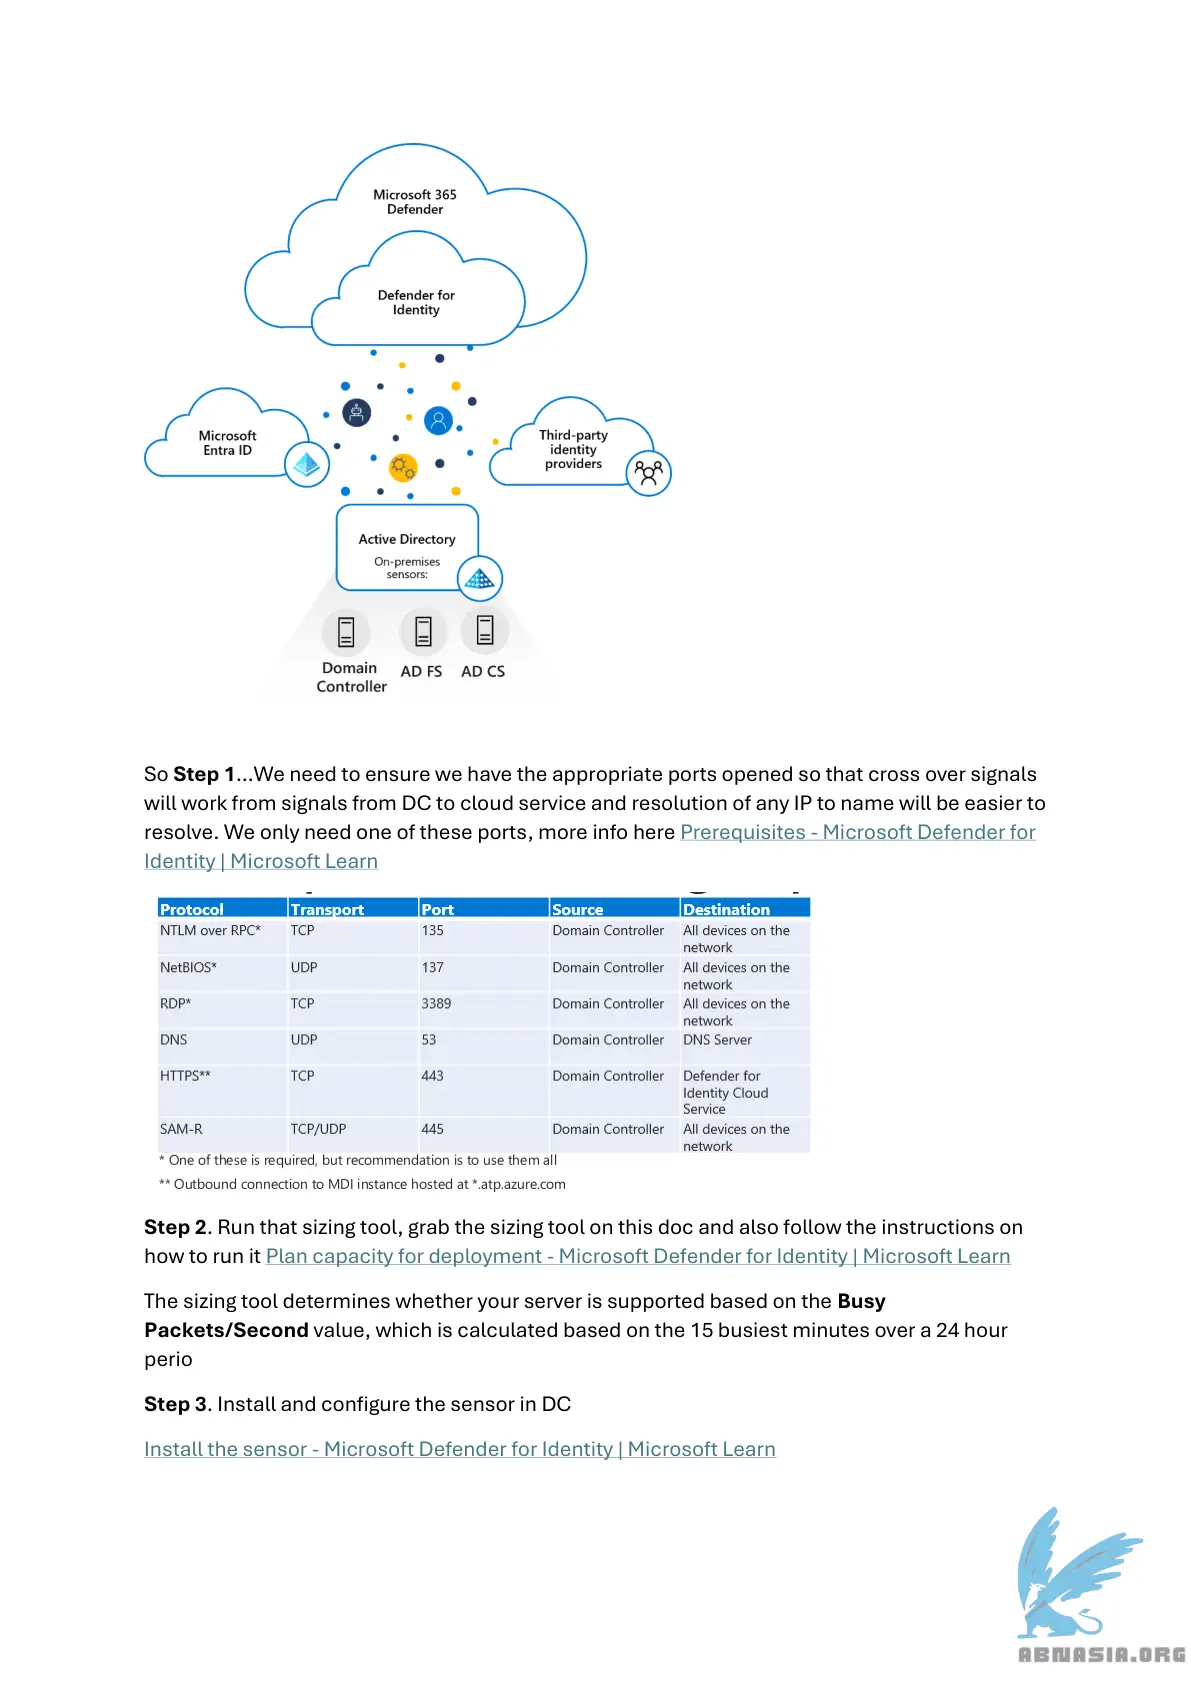 Microsoft 365
Defender
Defender for
Identity
Microsoft
Entra ID
Third-party
identity
providers
Active Directory
On-premises
sensors:
Domain
Controller
AD FS
AD CS
So Step 1...We need to ensure we have the appropriate ports opened so that cross over signals
will work from signals from DC to cloud service and resolution of any IP to name will be easier to
resolve. We only need one of these ports, more info here Prerequisites - Microsoft Defender for
Identity | Microsoft Learn
Protocol Transport Port Source Destination
NTLM over RPC* TCP 135 Domain Controller All devices on the
network
NetBIOS* UDP 137 Domain Controller All devices on the
network
RDP* TCP 3389 Domain Controller All devices on the
network
DNS UDP 53 Domain Controller DNS Server
HTTPS** TCP 443 Domain Controller Defender for
Identity Cloud
Service
SAM-R TCP/UDP 445 Domain Controller All devices on the
network
* One of these is required, but recommendation is to use them all
** Outbound connection to MDI instance hosted at *.atp.azure.com
Step 2. Run that sizing tool, grab the sizing tool on this doc and also follow the instructions on
how to run it Plan capacity for deployment - Microsoft Defender for Identity | Microsoft Learn
The sizing tool determines whether your server is supported based on the Busy
Packets/Second value, which is calculated based on the 15 busiest minutes over a 24 hour
perio
Step 3. Install and configure the sensor in DC
Install the sensor - Microsoft Defender for Identity | Microsoft Learn
ABNASIA.ORG